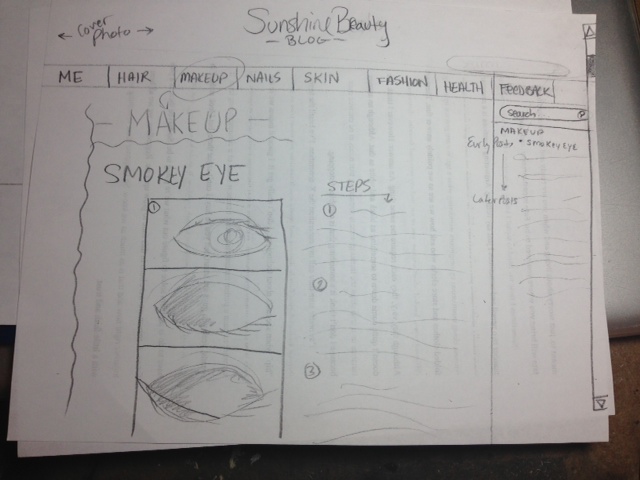 ← Cover Photo →
Sunshine Beauty
- BLOG -
ME HAIR MAKEUP NAILS SKIN FASHION HEALTH FEEDBACK
search
MAKEUP
Early Posts • SMOKEY EYE
Later Posts
- MAKEUP -
SMOKEY EYE
STEPS
1
1
2
3